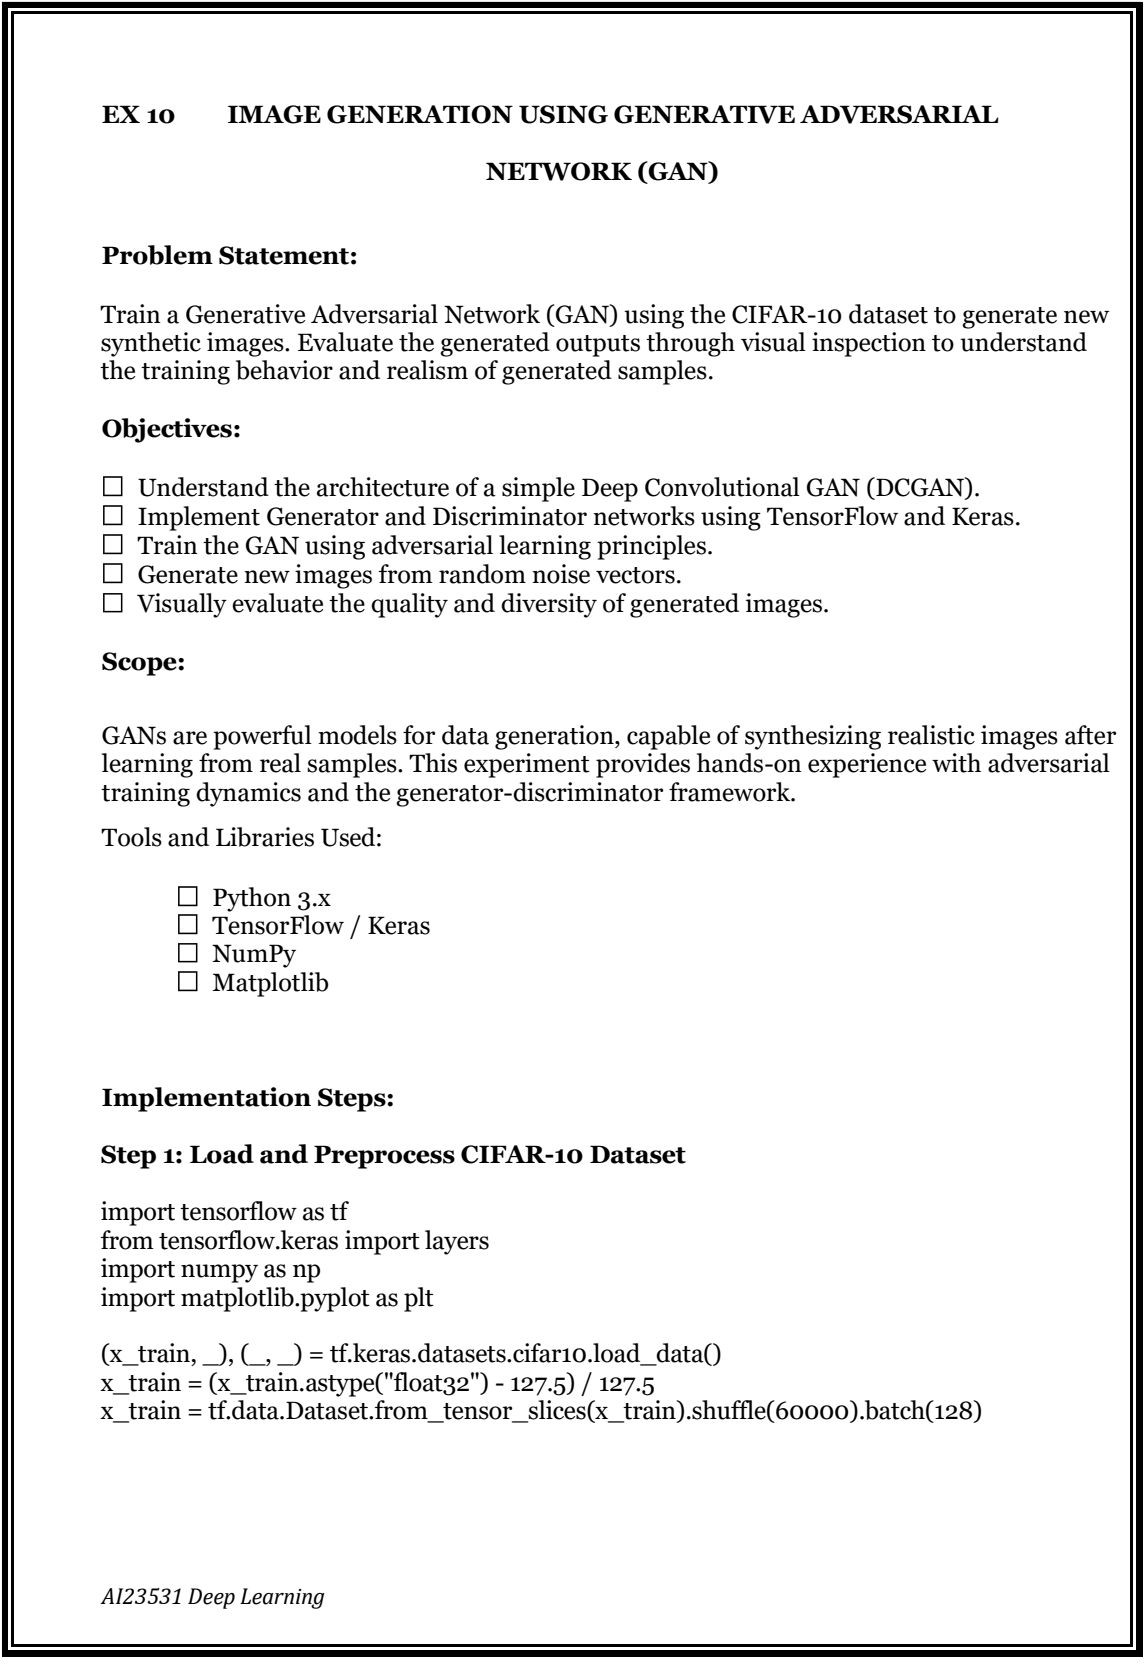 EX 10 IMAGE GENERATION USING GENERATIVE ADVERSARIAL
NETWORK (GAN)
Problem Statement:
Train a Generative Adversarial Network (GAN) using the CIFAR-10 dataset to generate new
synthetic images. Evaluate the generated outputs through visual inspection to understand
the training behavior and realism of generated samples.
Objectives:
☐ Understand the architecture of a simple Deep Convolutional GAN (DCGAN).
☐ Implement Generator and Discriminator networks using TensorFlow and Keras.
☐ Train the GAN using adversarial learning principles.
☐ Generate new images from random noise vectors.
☐ Visually evaluate the quality and diversity of generated images.
Scope:
GANs are powerful models for data generation, capable of synthesizing realistic images after
learning from real samples. This experiment provides hands-on experience with adversarial
training dynamics and the generator-discriminator framework.
Tools and Libraries Used:
☐ Python 3.x
☐ TensorFlow / Keras
☐ NumPy
☐ Matplotlib
Implementation Steps:
Step 1: Load and Preprocess CIFAR-10 Dataset
import tensorflow as tf
from tensorflow.keras import layers
import numpy as np
import matplotlib.pyplot as plt
(x_train, _), (_, _) = tf.keras.datasets.cifar10.load_data()
x_train = (x_train.astype("float32") - 127.5) / 127.5
x_train = tf.data.Dataset.from_tensor_slices(x_train).shuffle(60000).batch(128)
AI23531 Deep Learning